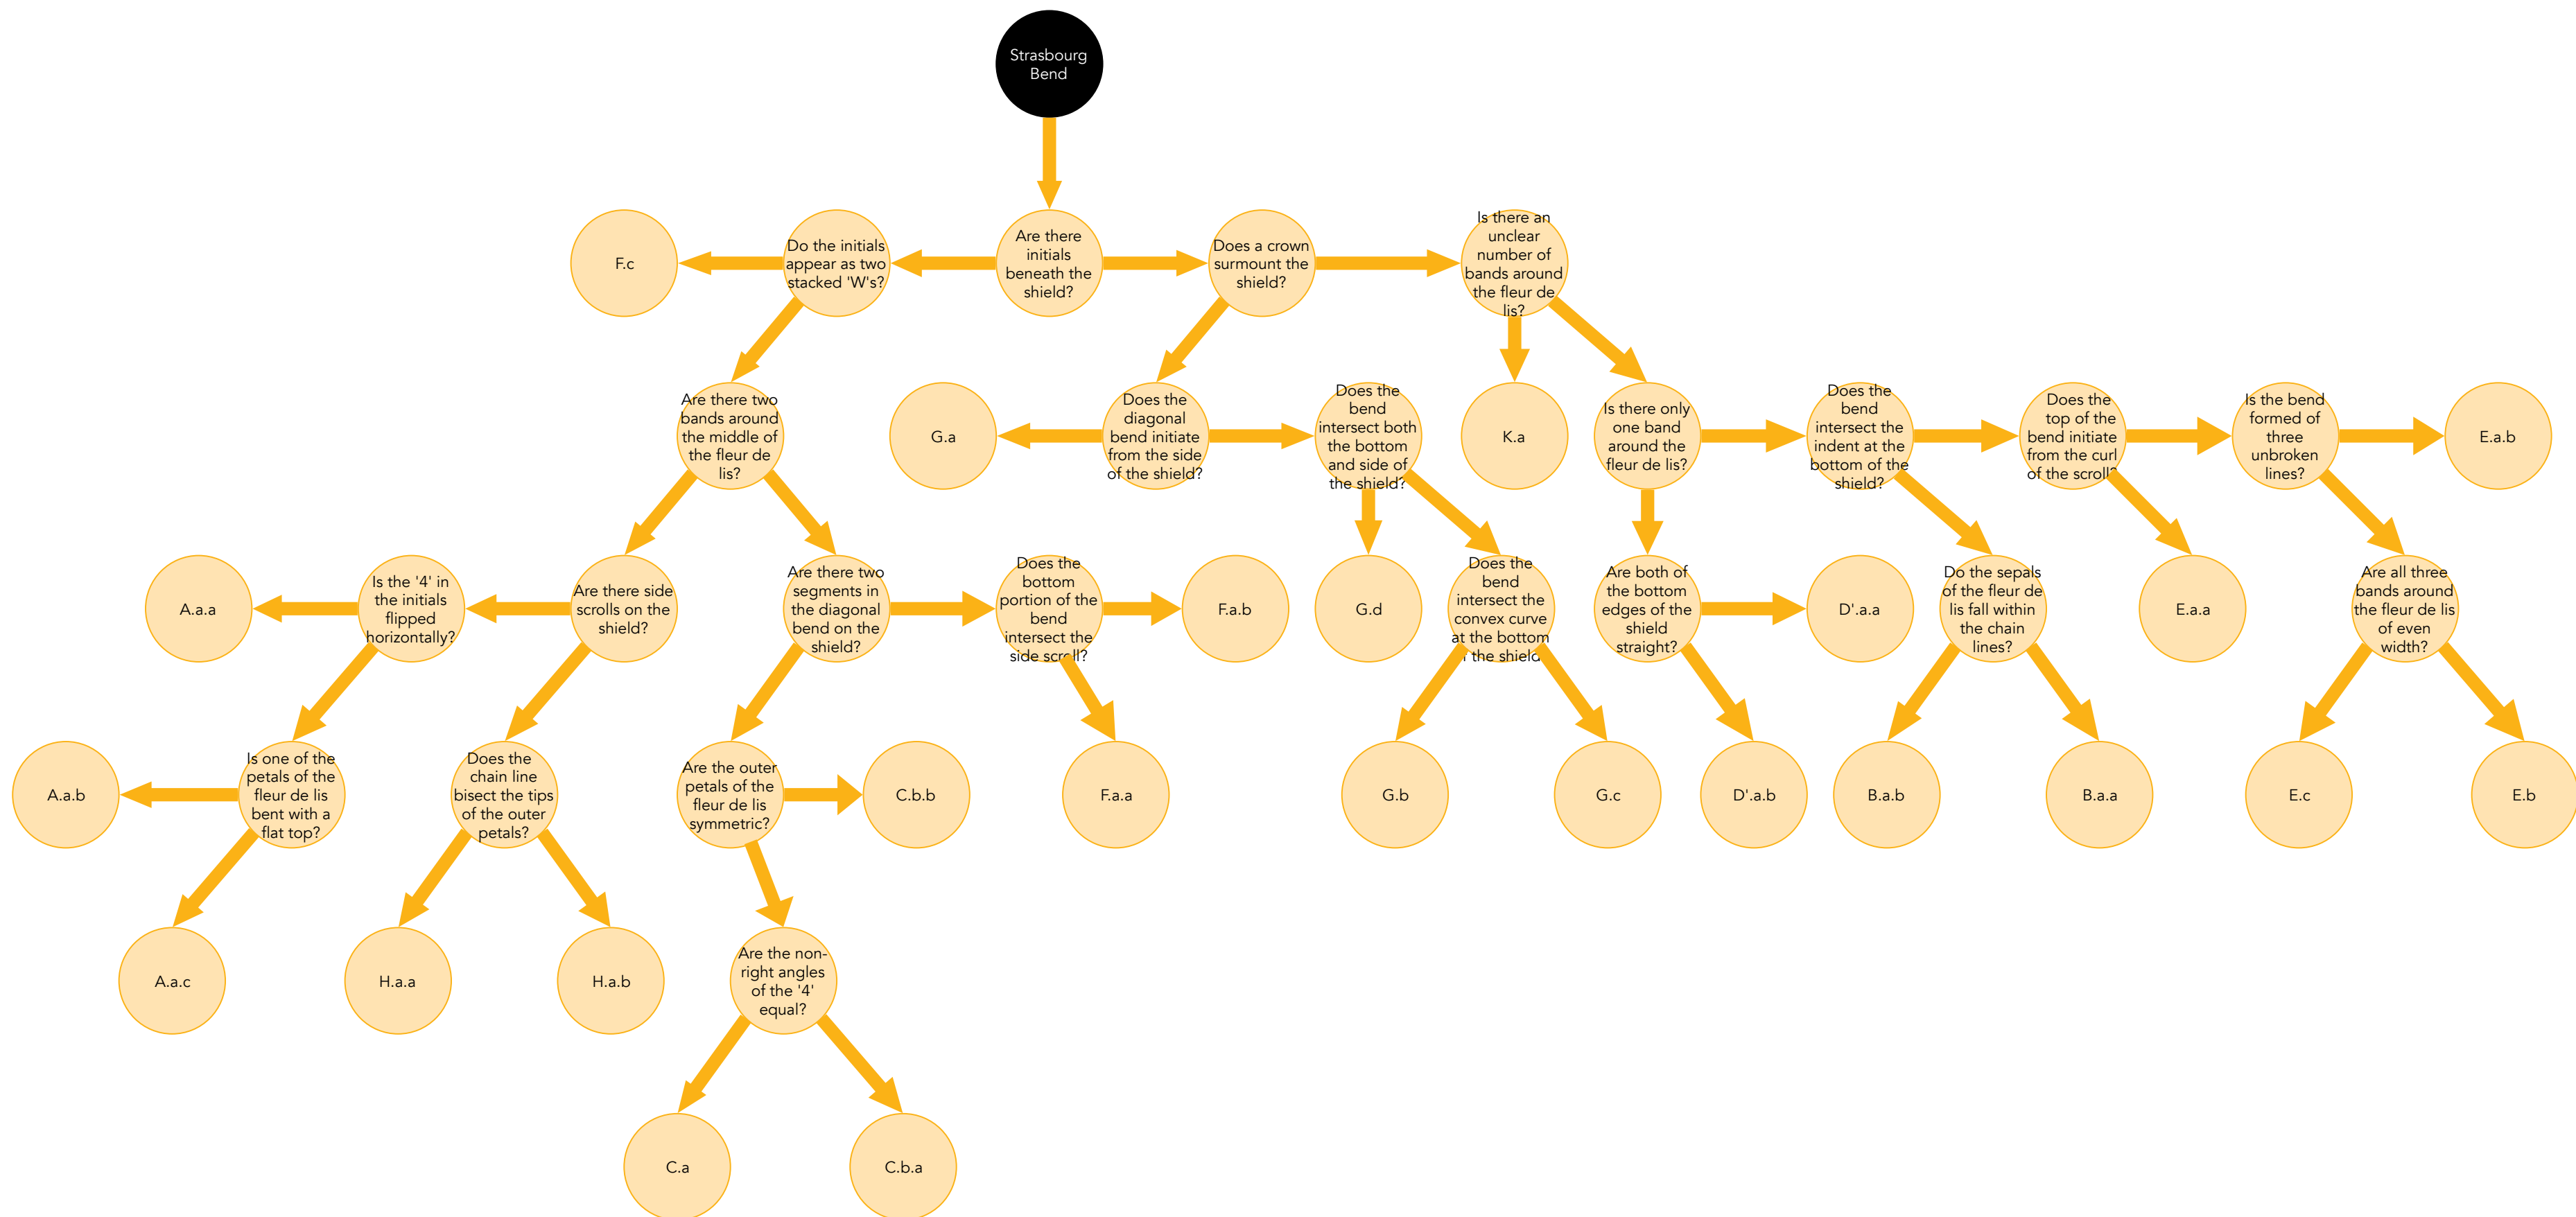 Strasbourg
Bend
F.c
Do the initials
appear as two
stacked 'W's?
Are there
initials
beneath the
shield?
Does a crown
surmount the
shield?
Is there an
unclear
number of
bands around
the fleur de
lis?
Are there two
bands around
the middle of
the fleur de
lis?
G.a
Does the
diagonal
bend initiate
from the side
of the shield?
Does the
bend
intersect both
the bottom
and side of
the shield?
K.a
Is there only
one band
around the
fleur de lis?
Does the
bend
intersect the
indent at the
bottom of the
shield?
Does the
top of the
bend initiate
from the curl
of the scroll?
Is the bend
formed of
three
unbroken
lines?
E.a.b
A.a.a
Is the '4' in
the initials
flipped
horizontally?
Are there side
scrolls on the
shield?
Are there two
segments in
the diagonal
bend on the
shield?
Does the
bottom
portion of the
bend
intersect the
side scroll?
F.a.b
G.d
Does the
bend
intersect the
convex curve
at the bottom
the shield
Are both of
the bottom
edges of the
shield
straight?
D'.a.a
Do the sepals
of the fleur de
lis fall within
the chain
lines?
E.a.a
Are all three
bands around
the fleur de lis
of even
width?
A.a.b
Is one of the
petals of the
fleur de lis
bent with a
flat top?
Does the
chain line
bisect the tips
of the outer
petals?
Are the outer
petals of the
fleur de lis
symmetric?
C.b.b
F.a.a
G.b
G.c
D'.a.b
B.a.b
B.a.a
E.c
E.b
A.a.c
H.a.a
H.a.b
Are the non-
right angles
of the '4'
equal?
C.a
C.b.a